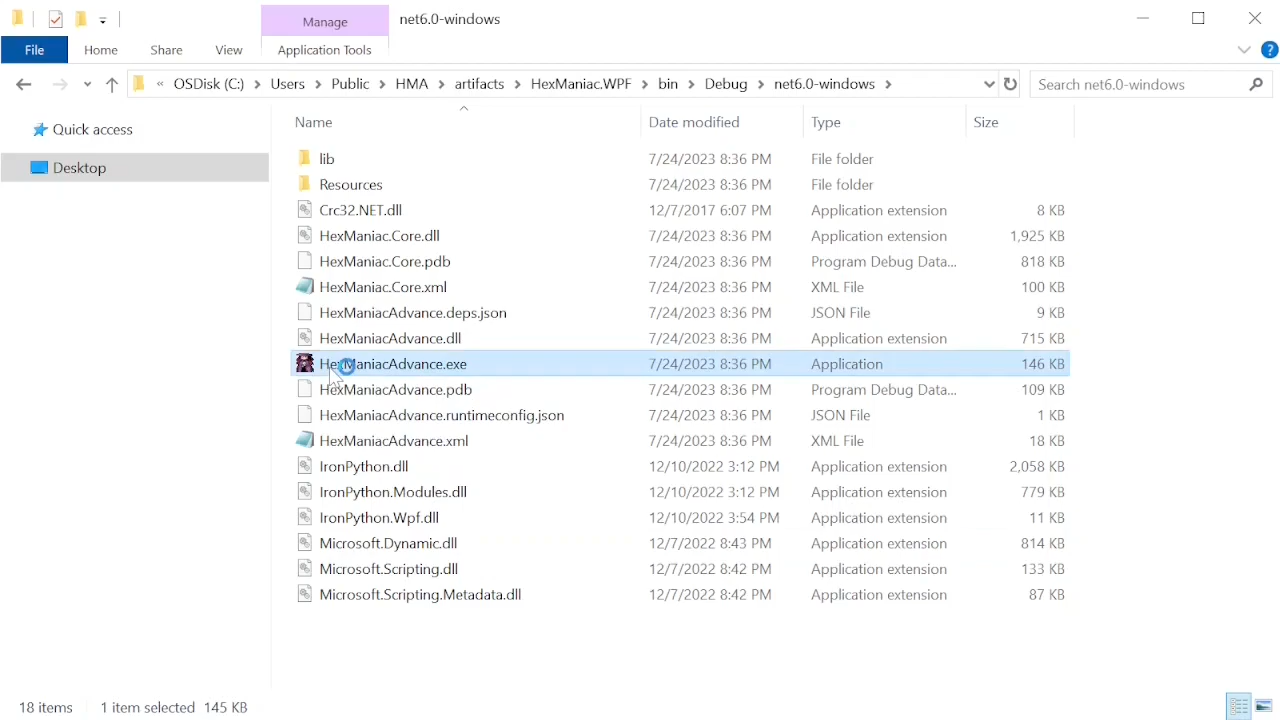 Manage
net6.0-windows
File
Home
Share
View
Application Tools
?
« OSDisk (C:) > Users > Public > HMA > artifacts > HexManiac.WPF > bin > Debug > net6.0-windows >
Search net6.0-windows
Quick access
Desktop
Name Date modified Type Size
lib 7/24/2023 8:36 PM File folder
Resources 7/24/2023 8:36 PM File folder
Crc32.NET.dll 12/7/2017 6:07 PM Application extension 8 KB
HexManiac.Core.dll 7/24/2023 8:36 PM Application extension 1,925 KB
HexManiac.Core.pdb 7/24/2023 8:36 PM Program Debug Data... 818 KB
HexManiac.Core.xml 7/24/2023 8:36 PM XML File 100 KB
HexManiacAdvance.deps.json 7/24/2023 8:36 PM JSON File 9 KB
HexManiacAdvance.dll 7/24/2023 8:36 PM Application extension 715 KB
HexManiacAdvance.exe 7/24/2023 8:36 PM Application 146 KB
HexManiacAdvance.pdb 7/24/2023 8:36 PM Program Debug Data... 109 KB
HexManiacAdvance.runtimeconfig.json 7/24/2023 8:36 PM JSON File 1 KB
HexManiacAdvance.xml 7/24/2023 8:36 PM XML File 18 KB
IronPython.dll 12/10/2022 3:12 PM Application extension 2,058 KB
IronPython.Modules.dll 12/10/2022 3:12 PM Application extension 779 KB
IronPython.Wpf.dll 12/10/2022 3:54 PM Application extension 11 KB
Microsoft.Dynamic.dll 12/7/2022 8:43 PM Application extension 814 KB
Microsoft.Scripting.dll 12/7/2022 8:42 PM Application extension 133 KB
Microsoft.Scripting.Metadata.dll 12/7/2022 8:42 PM Application extension 87 KB
18 items 1 item selected 145 KB